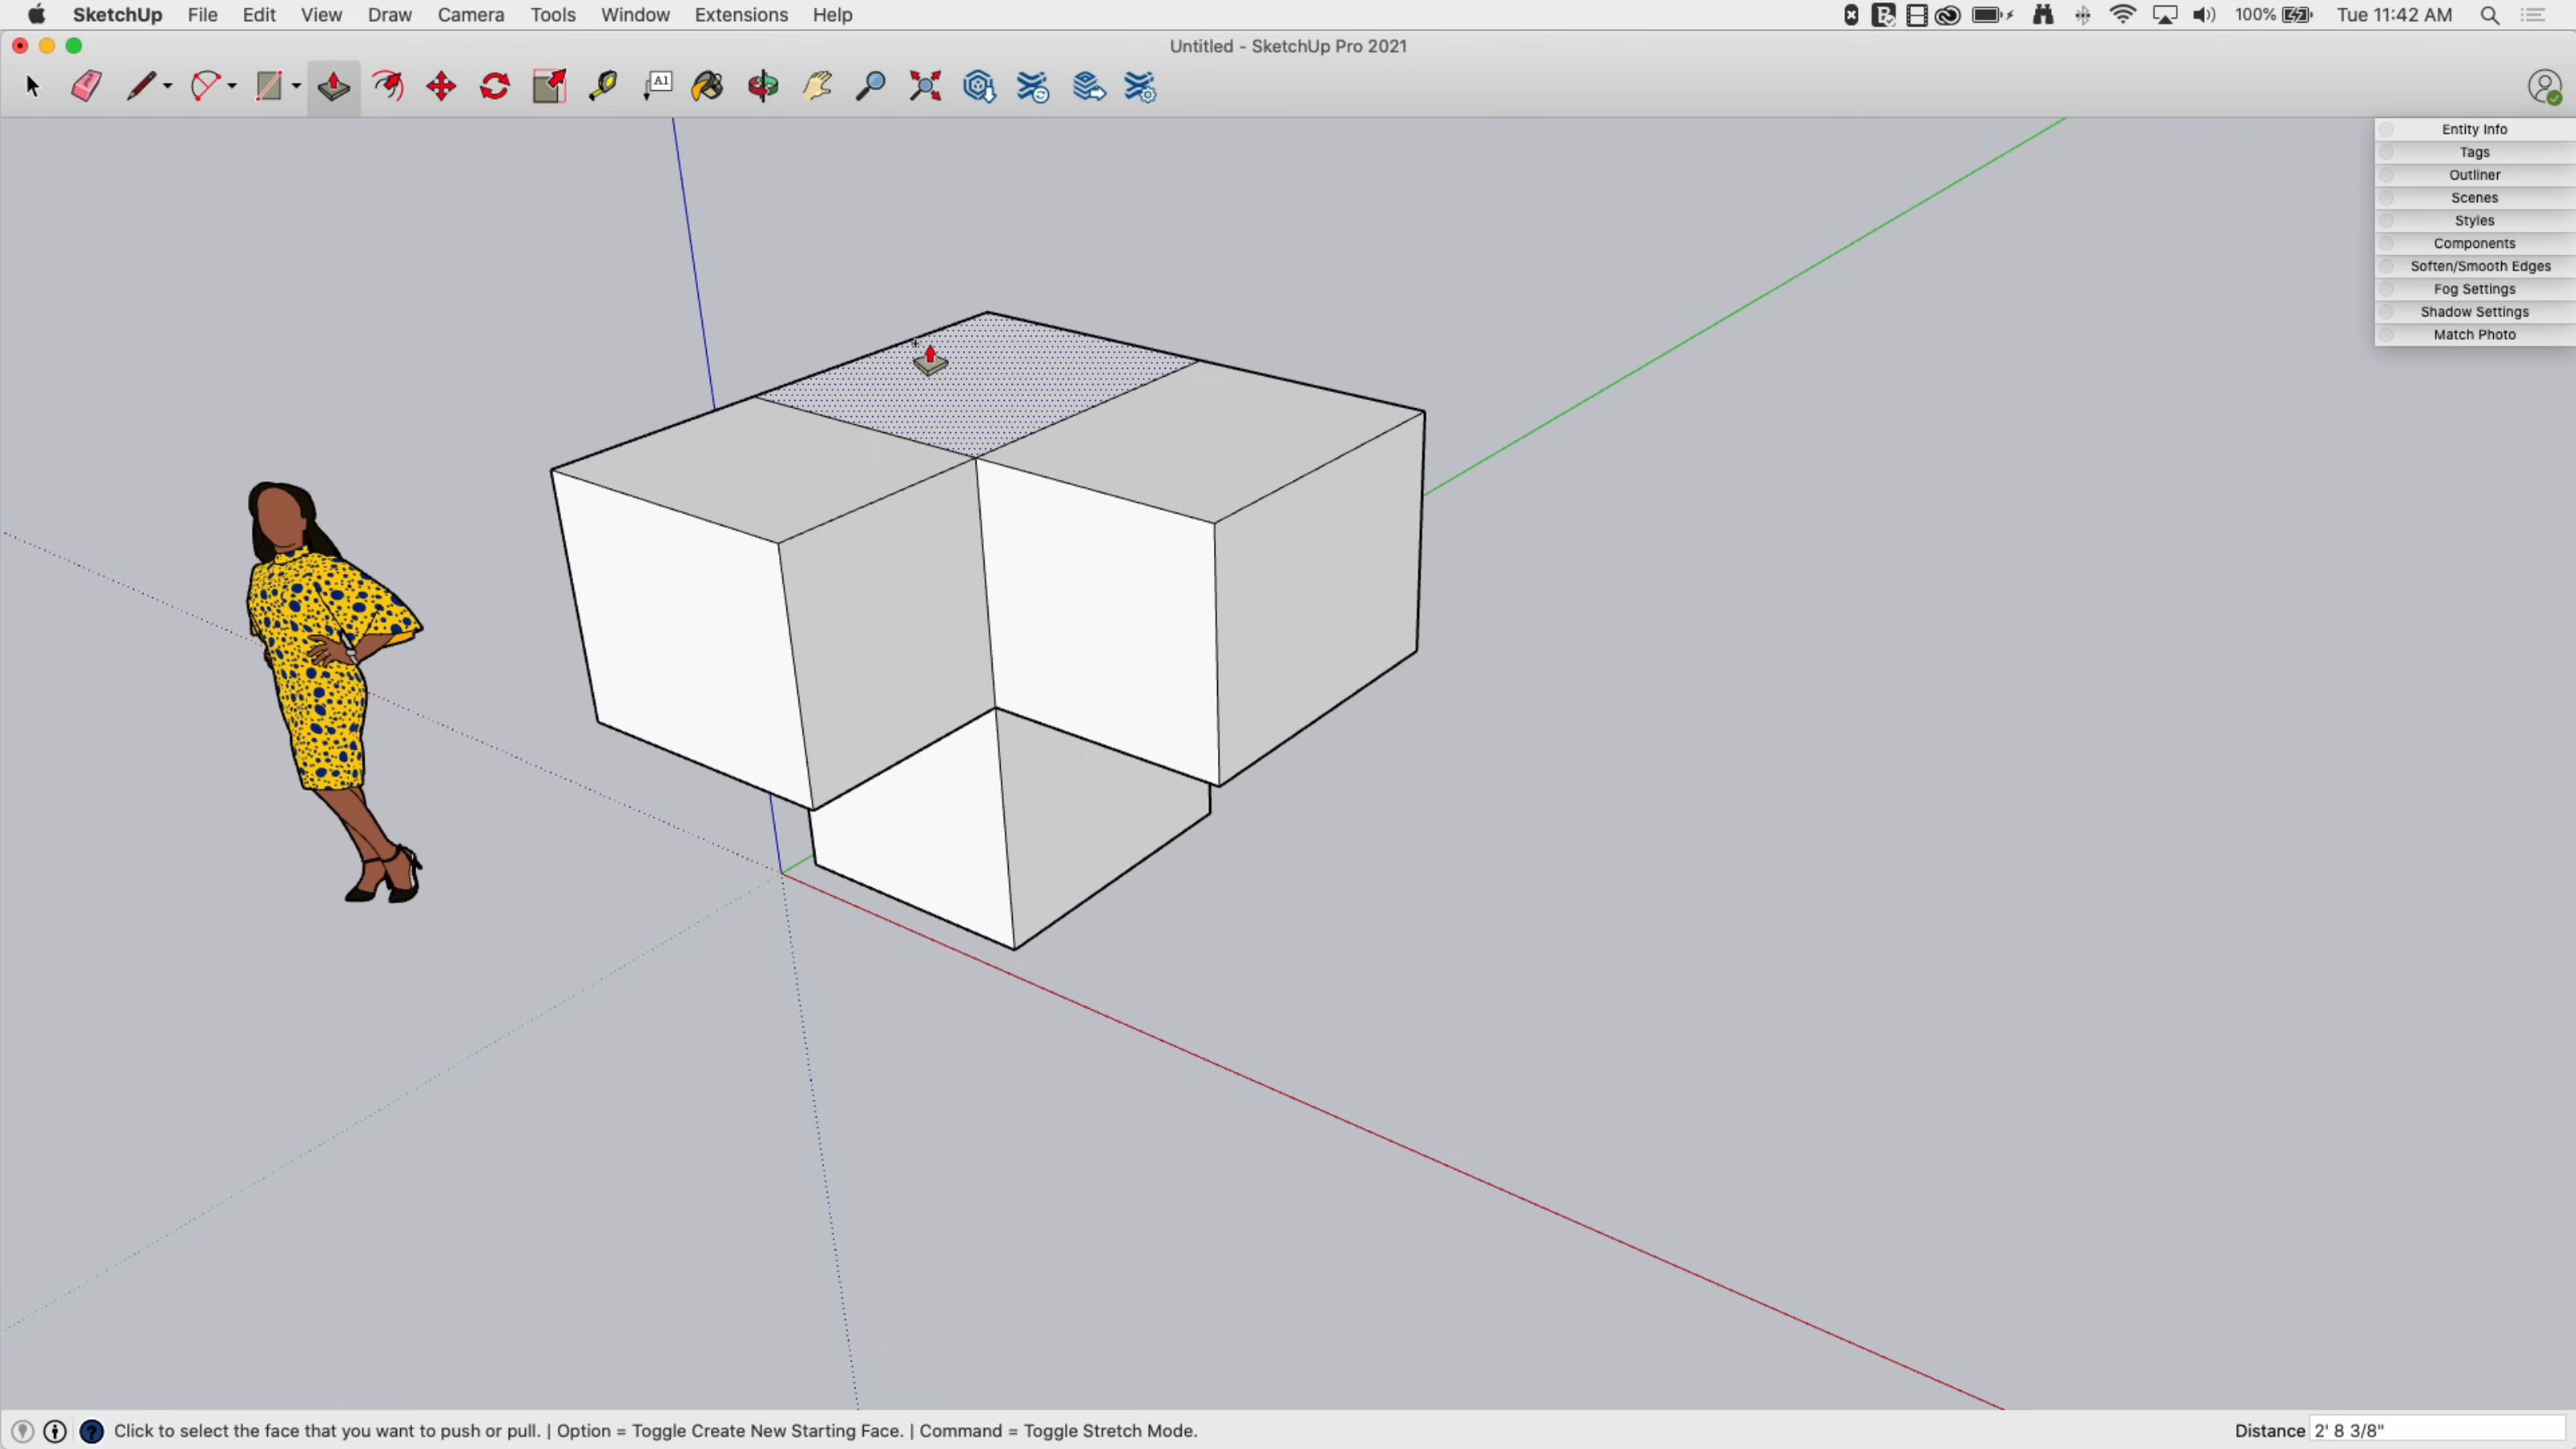 SketchUp File Edit View Draw Camera Tools Window Extensions Help 100% Tue 11:42 AM
Untitled - SketchUp Pro 2021
A1
Entity Info
Tags
Outliner
Scenes
Styles
Components
Soften/Smooth Edges
Fog Settings
Shadow Settings
Match Photo
Click to select the face that you want to push or pull. | Option = Toggle Create New Starting Face. | Command = Toggle Stretch Mode. Distance 2' 8 3/8"